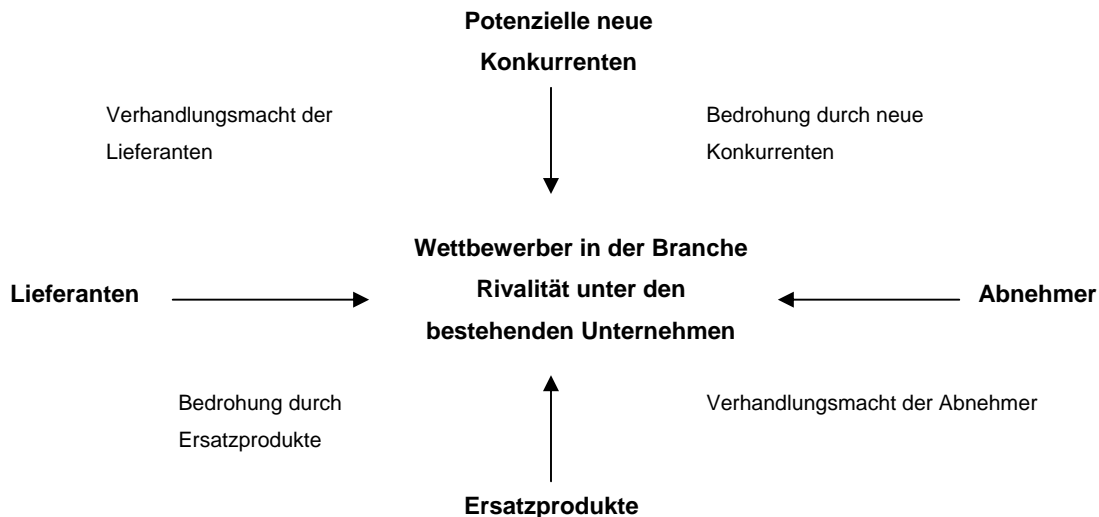 Potenzielle neue
Konkurrenten
Verhandlungsmacht der
Lieferanten
Bedrohung durch neue
Konkurrenten
Wettbewerber in der Branche
Rivalität unter den
bestehenden Unternehmen
Lieferanten
Abnehmer
Bedrohung durch
Ersatzprodukte
Verhandlungsmacht der Abnehmer
Ersatzprodukte